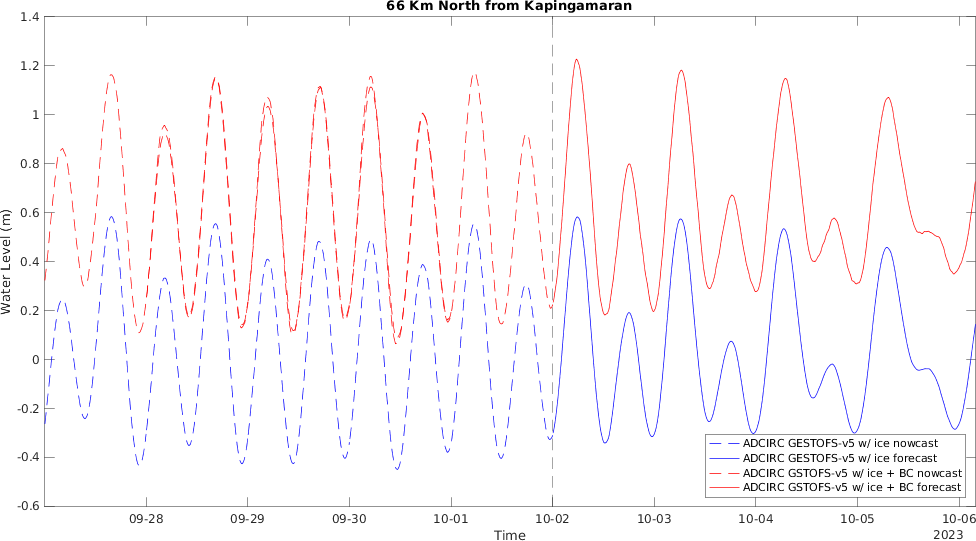 66 Km North from Kapingamaran
1.4
1.2
1
0.8
0.6
0.4
0.2
0
-0.2
-0.4
-0.6
Water Level (m)
ADCIRC GESTOFS-v5 w/ ice nowcast
ADCIRC GESTOFS-v5 w/ ice forecast
ADCIRC GSTOFS-v5 w/ ice + BC nowcast
ADCIRC GSTOFS-v5 w/ ice + BC forecast
09-28 09-29 09-30 10-01 10-02 10-03 10-04 10-05 10-06
Time
2023